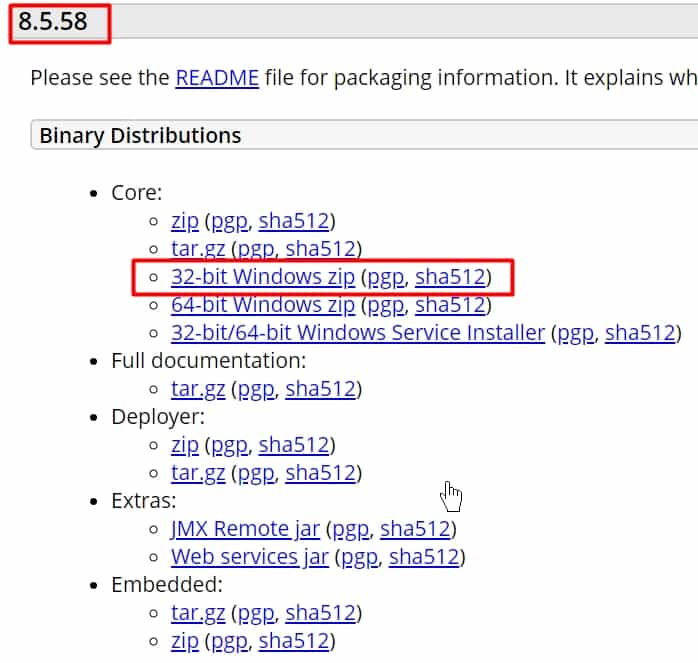 8.5.58
Please see the README file for packaging information. It explains wh
Binary Distributions
Core:
zip (pgp, sha512)
tar.gz (pgp, sha512)
32-bit Windows zip (pgp, sha512)
64-bit Windows zip (pgp, sha512)
32-bit/64-bit Windows Service Installer (pgp, sha512)
Full documentation:
tar.gz (pgp, sha512)
Deployer:
zip (pgp, sha512)
tar.gz (pgp, sha512)
Extras:
JMX Remote jar (pgp, sha512)
Web services jar (pgp, sha512)
Embedded:
tar.gz (pgp, sha512)
zip (pgp, sha512)